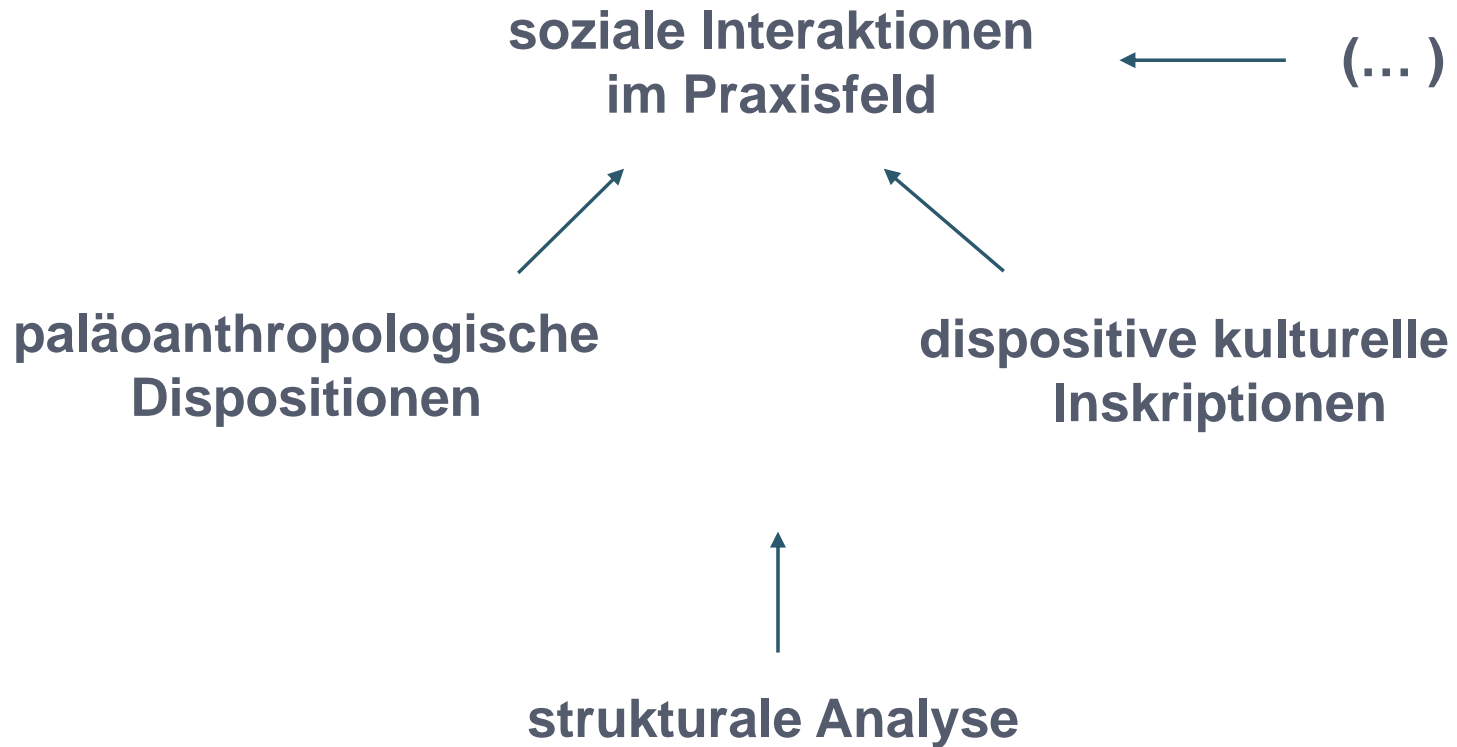 soziale Interaktionen
im Praxisfeld
(… )
paläoanthropologische
Dispositionen
dispositive kulturelle
Inskriptionen
strukturale Analyse